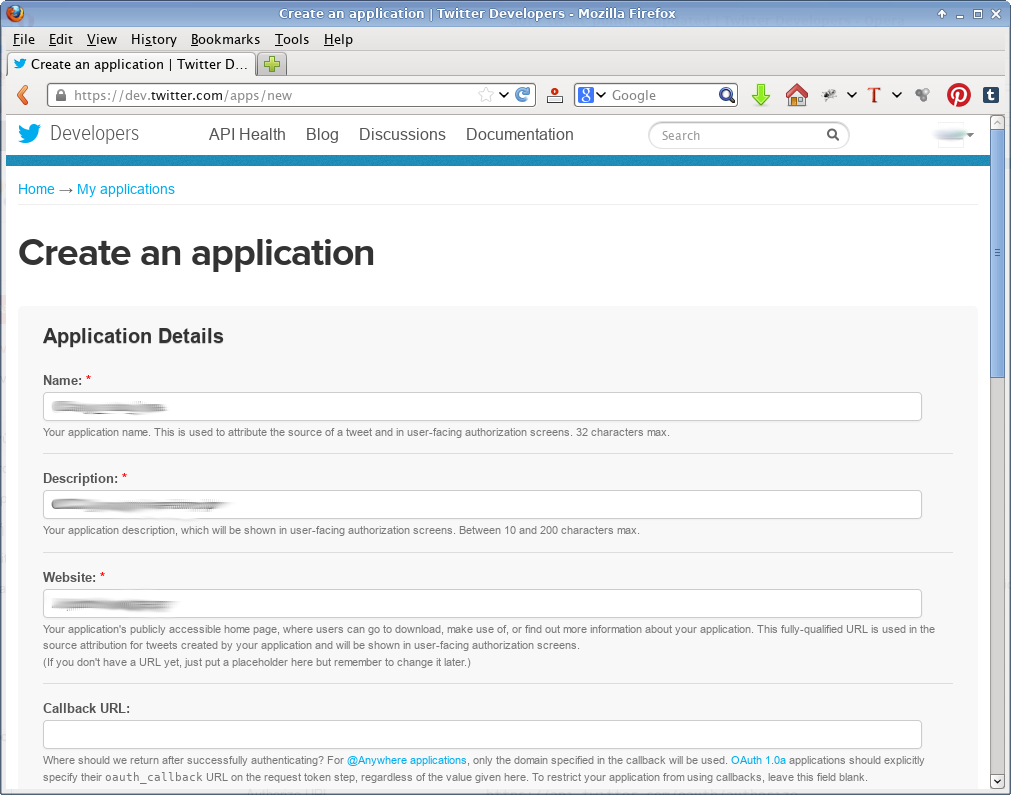 Create an application | Twitter Developers - Mozilla Firefox
File Edit View History Bookmarks Tools Help
Create an application | Twitter D...
https://dev.twitter.com/apps/new
Google
Developers API Health Blog Discussions Documentation Search
Home → My applications
Create an application
Application Details
Name: *
Your application name. This is used to attribute the source of a tweet and in user-facing authorization screens. 32 characters max.
Description: *
Your application description, which will be shown in user-facing authorization screens. Between 10 and 200 characters max.
Website: *
Your application's publicly accessible home page, where users can go to download, make use of, or find out more information about your application. This fully-qualified URL is used in the
source attribution for tweets created by your application and will be shown in user-facing authorization screens.
(If you don't have a URL yet, just put a placeholder here but remember to change it later.)
Callback URL:
Where should we return after successfully authenticating? For @Anywhere applications, only the domain specified in the callback will be used. OAuth 1.0a applications should explicitly
specify their oauth_callback URL on the request token step, regardless of the value given here. To restrict your application from using callbacks, leave this field blank.